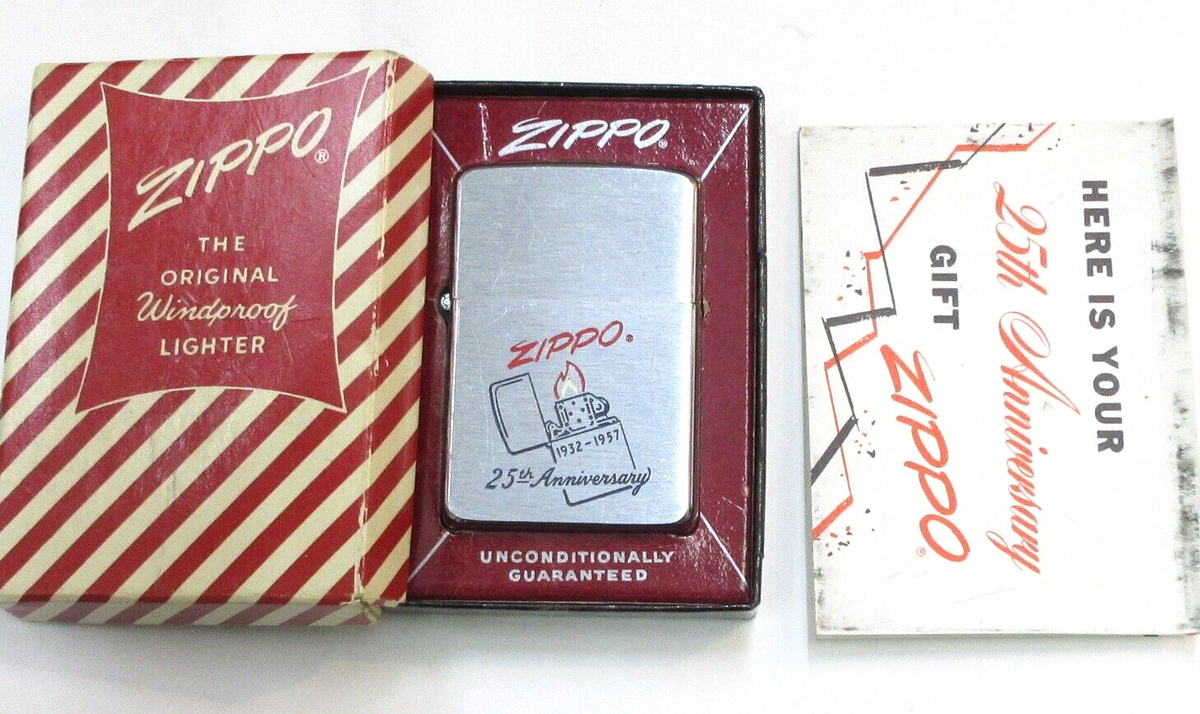 ZIPPO®
THE
ORIGINAL
Windproof
LIGHTER
ZIPPO®
ZIPPO®
1932-1957
25th Anniversary
UNCONDITIONALLY
GUARANTEED
HERE IS YOUR
25th Anniversary
GIFT
ZIPPO®